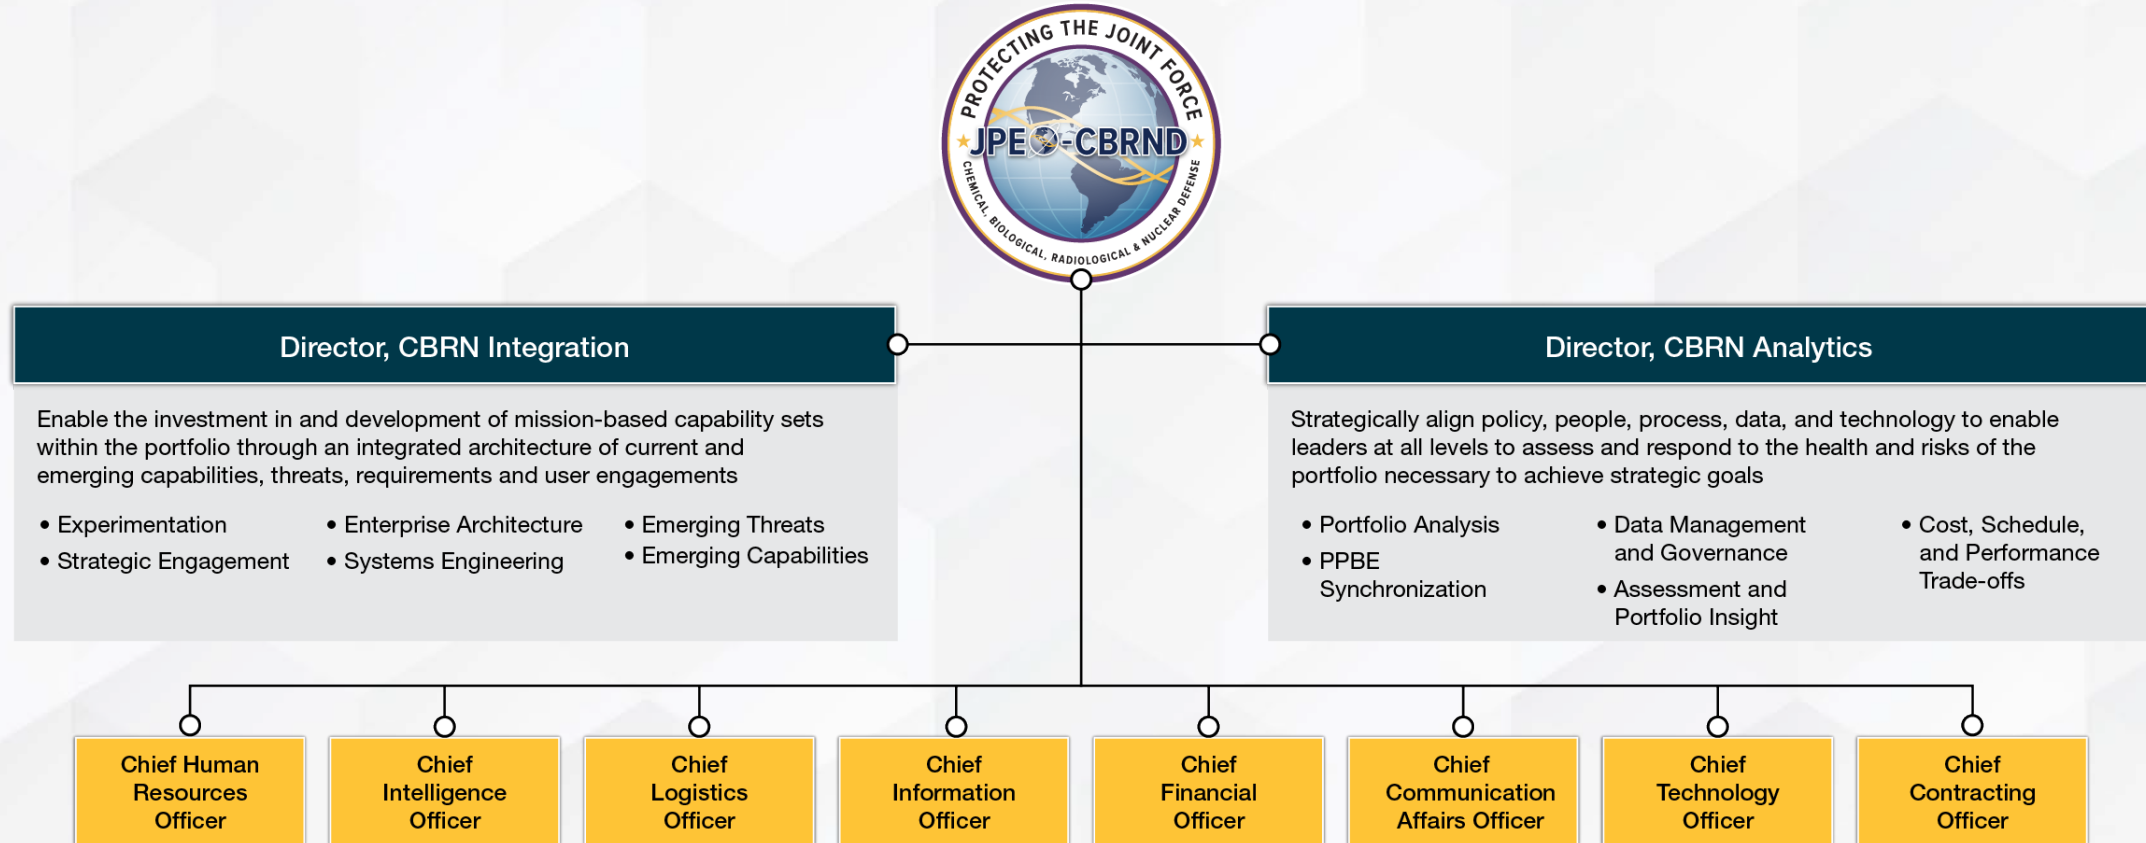 PROTECTING THE JOINT FORCE
JPEO-CBRND
CHEMICAL, BIOLOGICAL, RADIOLOGICAL & NUCLEAR DEFENSE
Director, CBRN Integration
Enable the investment in and development of mission-based capability sets
within the portfolio through an integrated architecture of current and
emerging capabilities, threats, requirements and user engagements
• Experimentation
• Strategic Engagement
• Enterprise Architecture
• Systems Engineering
• Emerging Threats
• Emerging Capabilities
Director, CBRN Analytics
Strategically align policy, people, process, data, and technology to enable
leaders at all levels to assess and respond to the health and risks of the
portfolio necessary to achieve strategic goals
• Portfolio Analysis
• PPBE
Synchronization
• Data Management
and Governance
• Assessment and
Portfolio Insight
• Cost, Schedule,
and Performance
Trade-offs
Chief Human
Resources
Officer
Chief
Intelligence
Officer
Chief
Logistics
Officer
Chief
Information
Officer
Chief
Financial
Officer
Chief
Communication
Affairs Officer
Chief
Technology
Officer
Chief
Contracting
Officer